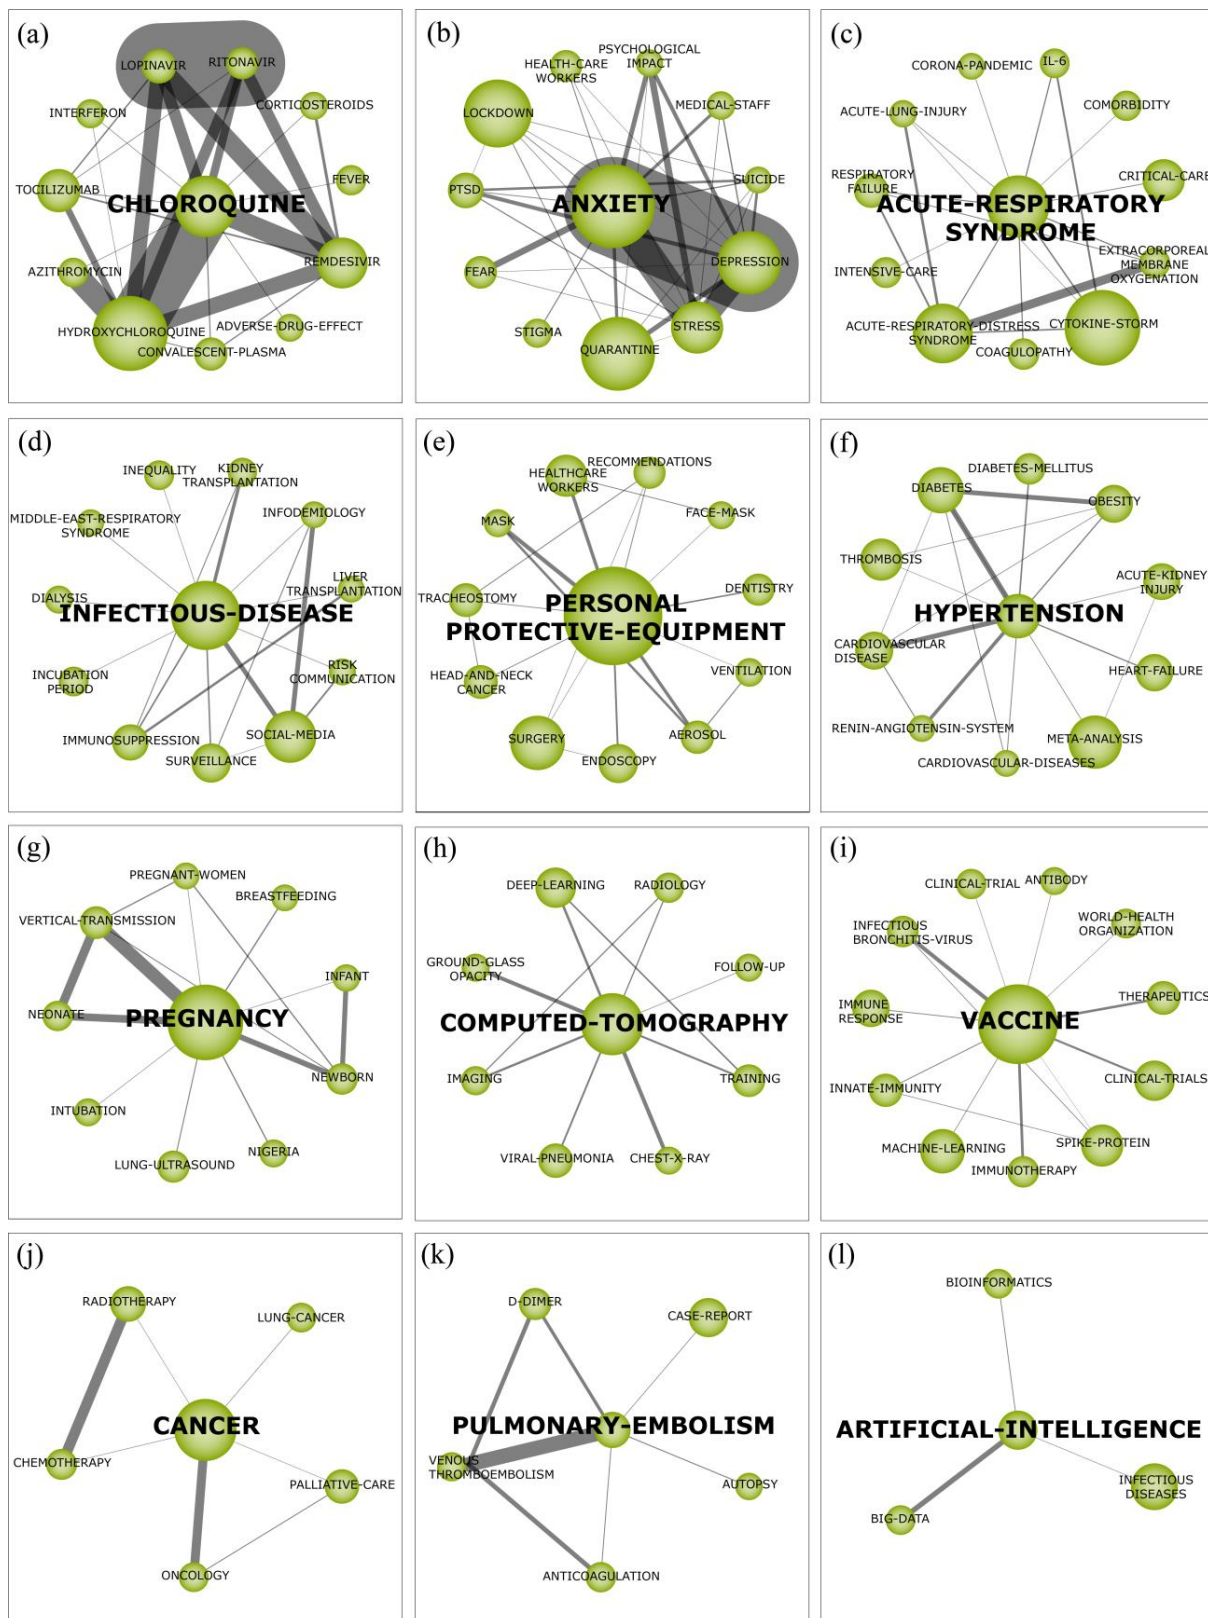 (a)
LOPINAVIR
RITONAVIR
INTERFERON
CORTICOSTEROIDS
TOCILIZUMAB
FEVER
CHLOROQUINE
REMDESIVIR
AZITHROMYCIN
HYDROXYCHLOROQUINE
ADVERSE-DRUG-EFFECT
CONVALESCENT-PLASMA
(b)
HEALTH-CARE
WORKERS
PSYCHOLOGICAL
IMPACT
LOCKDOWN
MEDICAL-STAFF
PTSD
SUICIDE
ANXIETY
FEAR
DEPRESSION
STIGMA
STRESS
QUARANTINE
(c)
CORONA-PANDEMIC
IL-6
ACUTE-LUNG-INJURY
COMORBIDITY
RESPIRATORY
FAILURE
CRITICAL-CARE
ACUTE-RESPIRATORY
SYNDROME
INTENSIVE-CARE
EXTRACORPOREAL
MEMBRANE
OXYGENATION
ACUTE-RESPIRATORY-DISTRESS
SYNDROME
CYTOKINE-STORM
COAGULOPATHY
(d)
INEQUALITY
KIDNEY
TRANSPLANTATION
MIDDLE-EAST-RESPIRATORY
SYNDROME
INFODEMIOLOGY
DIALYSIS
LIVER
TRANSPLANTATION
INFECTIOUS-DISEASE
INCUBATION
PERIOD
RISK
COMMUNICATION
IMMUNOSUPPRESSION
SOCIAL-MEDIA
SURVEILLANCE
(e)
HEALTHCARE
WORKERS
RECOMMENDATIONS
MASK
FACE-MASK
TRACHEOSTOMY
DENTISTRY
PERSONAL
PROTECTIVE-EQUIPMENT
HEAD-AND-NECK
CANCER
VENTILATION
SURGERY
AEROSOL
ENDOSCOPY
(f)
DIABETES
DIABETES-MELLITUS
OBESITY
THROMBOSIS
ACUTE-KIDNEY
INJURY
HYPERTENSION
CARDIOVASCULAR
DISEASE
HEART-FAILURE
RENIN-ANGIOTENSIN-SYSTEM
META-ANALYSIS
CARDIOVASCULAR-DISEASES
(g)
PREGNANT-WOMEN
BREASTFEEDING
VERTICAL-TRANSMISSION
INFANT
NEONATE
PREGNANCY
NEWBORN
INTUBATION
LUNG-ULTRASOUND
NIGERIA
(h)
DEEP-LEARNING
RADIOLOGY
GROUND-GLASS
OPACITY
FOLLOW-UP
COMPUTED-TOMOGRAPHY
IMAGING
TRAINING
VIRAL-PNEUMONIA
CHEST-X-RAY
(i)
CLINICAL-TRIAL
ANTIBODY
INFECTIOUS
BRONCHITIS-VIRUS
WORLD-HEALTH
ORGANIZATION
IMMUNE
RESPONSE
THERAPEUTICS
VACCINE
INNATE-IMMUNITY
CLINICAL-TRIALS
MACHINE-LEARNING
SPIKE-PROTEIN
IMMUNOTHERAPY
(j)
RADIOTHERAPY
LUNG-CANCER
CANCER
CHEMOTHERAPY
PALLIATIVE-CARE
ONCOLOGY
(k)
D-DIMER
CASE-REPORT
PULMONARY-EMBOLISM
VENOUS
THROMBOEMBOLISM
AUTOPSY
ANTICOAGULATION
(l)
BIOINFORMATICS
ARTIFICIAL-INTELLIGENCE
INFECTIOUS
DISEASES
BIG-DATA